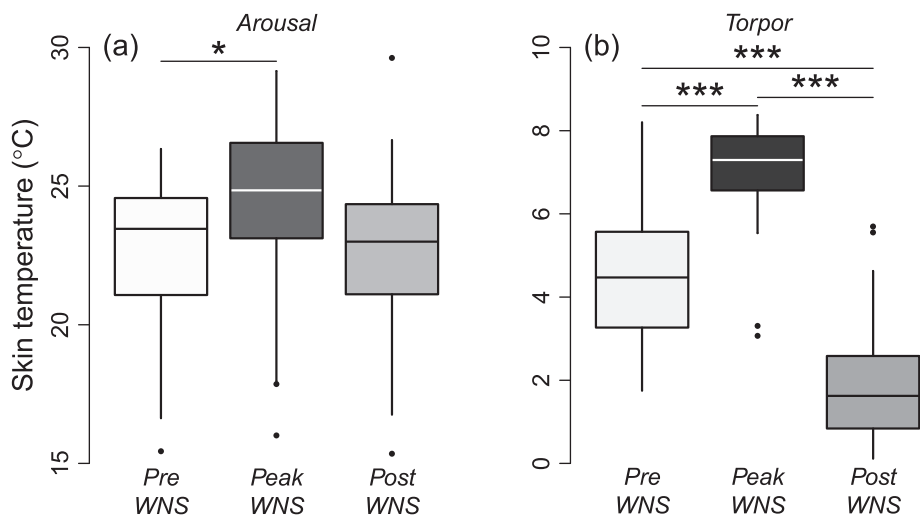 Arousal
Torpor
(a)
(b)
*
***
***
***
Skin temperature (°C)
30
25
20
15
10
8
6
4
2
0
Pre
WNS
Peak
WNS
Post
WNS
Pre
WNS
Peak
WNS
Post
WNS